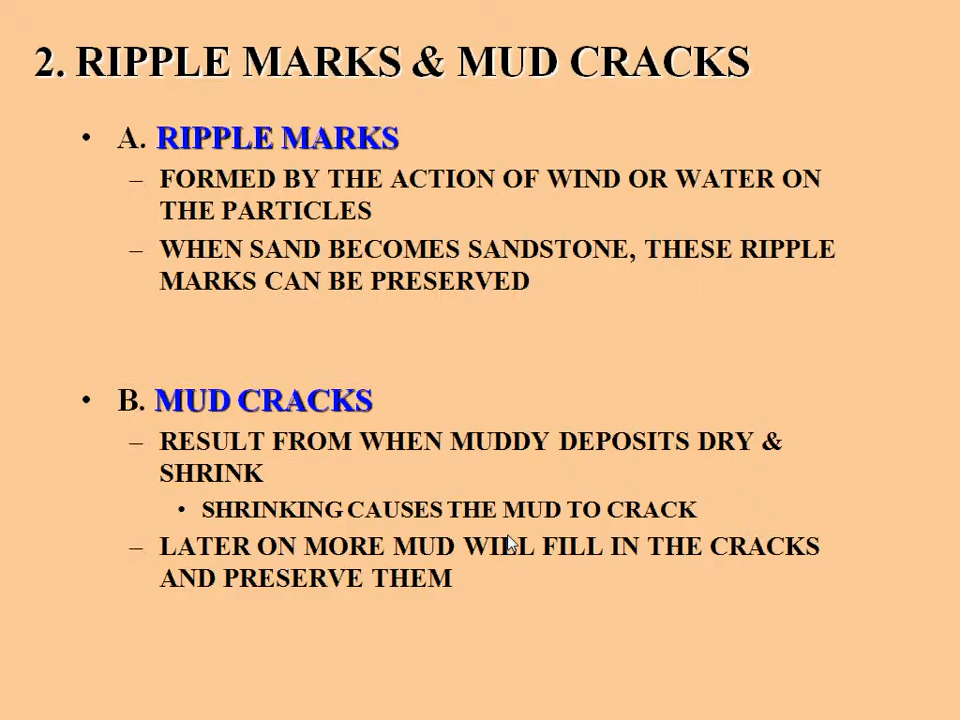 2. RIPPLE MARKS & MUD CRACKS
• A. RIPPLE MARKS
– FORMED BY THE ACTION OF WIND OR WATER ON
THE PARTICLES
– WHEN SAND BECOMES SANDSTONE, THESE RIPPLE
MARKS CAN BE PRESERVED
• B. MUD CRACKS
– RESULT FROM WHEN MUDDY DEPOSITS DRY &
SHRINK
• SHRINKING CAUSES THE MUD TO CRACK
– LATER ON MORE MUD WILL FILL IN THE CRACKS
AND PRESERVE THEM